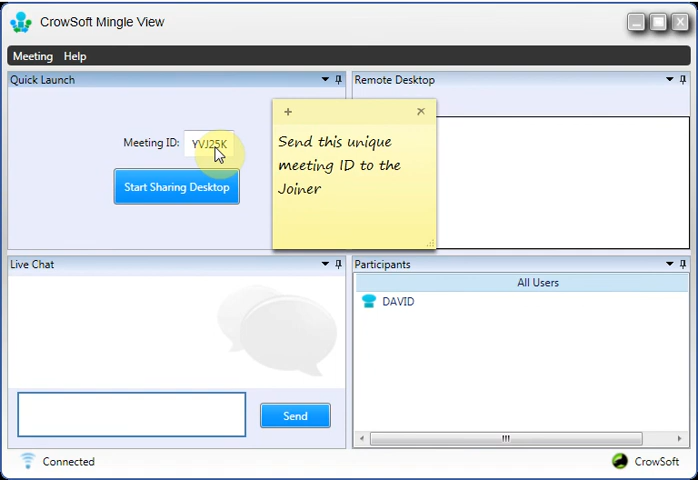 CrowSoft Mingle View
Meeting Help
Quick Launch
Remote Desktop
Meeting ID: YVJ25K
Start Sharing Desktop
Send this unique
meeting ID to the
Joiner
Live Chat
Participants
All Users
DAVID
Send
Connected
CrowSoft